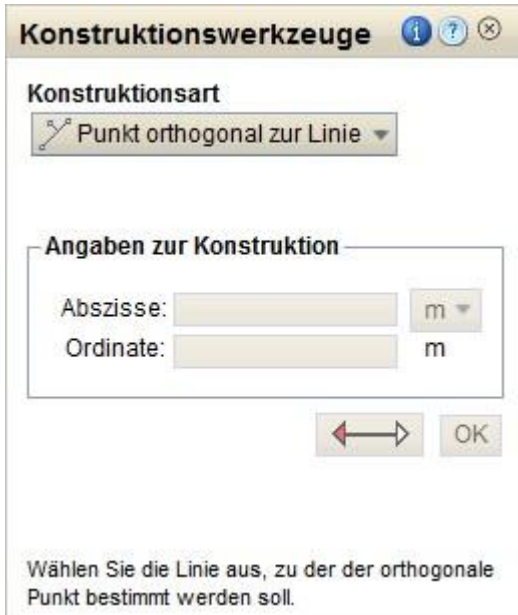 Konstruktionswerkzeuge i ?
Konstruktionsart
Punkt orthogonal zur Linie
Angaben zur Konstruktion
Abszisse: m
Ordinate: m
OK
Wählen Sie die Linie aus, zu der der orthogonale
Punkt bestimmt werden soll.